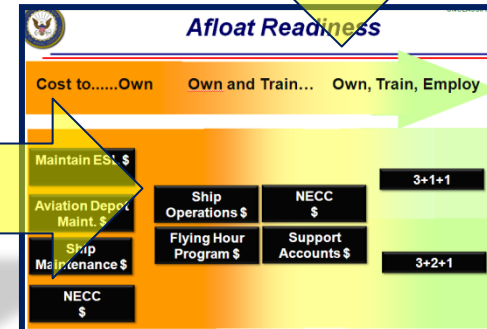 Afloat Readiness
Cost to......Own
Own and Train...
Own, Train, Employ
Maintain ESL $
Aviation Depot
Maint. $
Ship
Maintenance $
NECC
$
Ship
Operations $
NECC
$
Flying Hour
Program $
Support
Accounts $
3+1+1
3+2+1